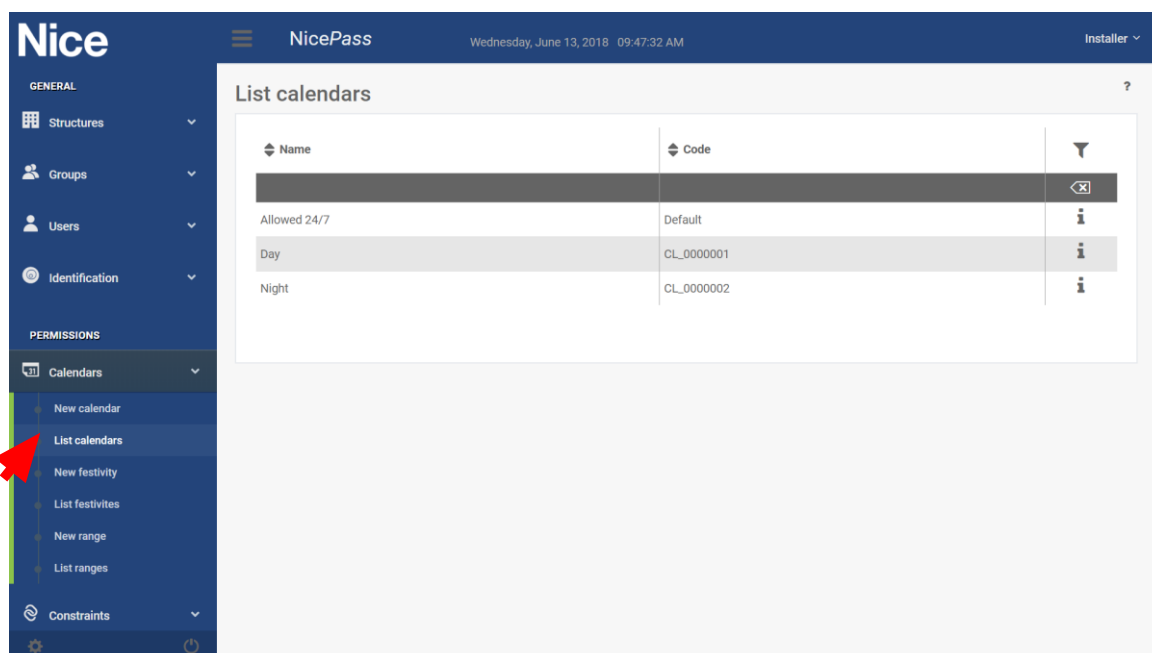 Nice
NicePass
Wednesday, June 13, 2018 09:47:32 AM
Installer
GENERAL
Structures
Groups
Users
Identification
PERMISSIONS
31
Calendars
New calendar
List calendars
New festivity
List festivites
New range
List ranges
Constraints
List calendars
?
Name
Code
Allowed 24/7
Default
i
Day
CL_0000001
i
Night
CL_0000002
i